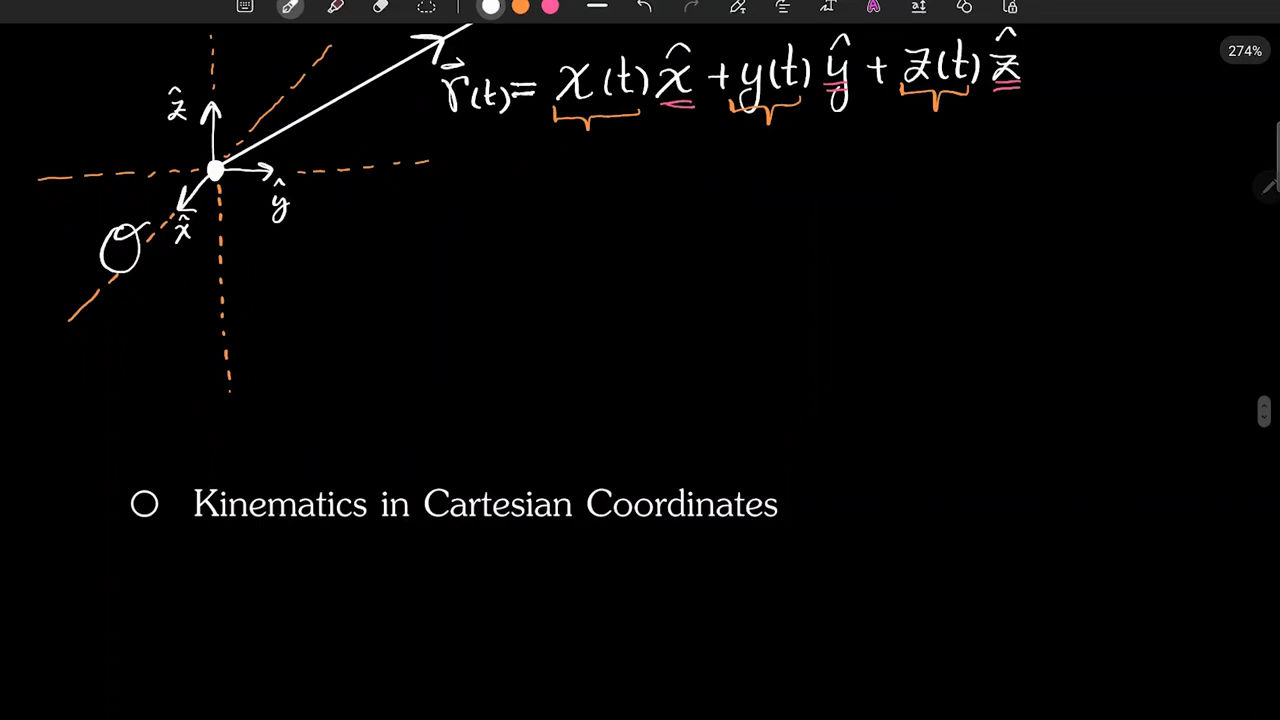 274%
r⃗(t) = x(t) x̂ + y(t) ŷ + z(t) ẑ
ẑ
ŷ
x̂
O
○ Kinematics in Cartesian Coordinates